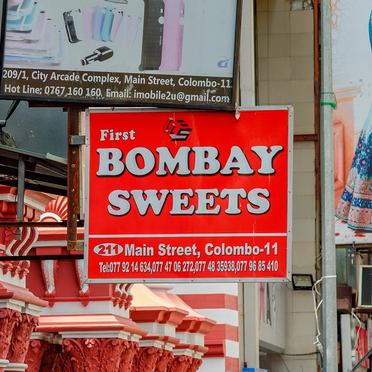 209/1, City Arcade Complex, Main Street, Colombo-11.
Hot Line: 0767 160 160, Email: imobile2u@gmail.com
First
BOMBAY
SWEETS
211 Main Street, Colombo-11
Tel:077 92 14 634,077 47 06 272,077 48 35938,077 96 85 410